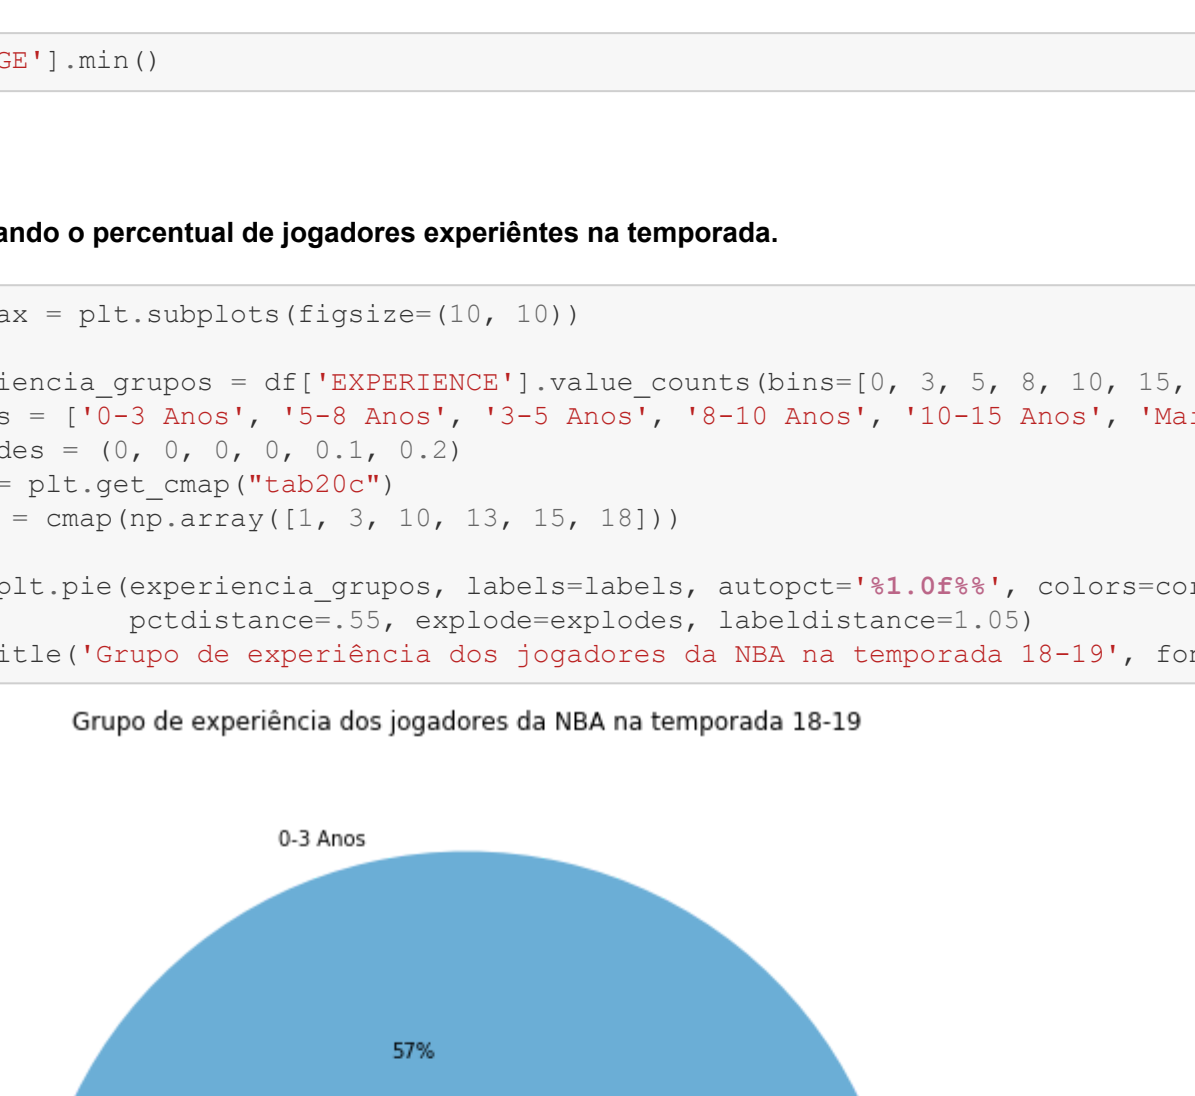 GE'].min()
ando o percentual de jogadores experiêntes na temporada.
ax = plt.subplots(figsize=(10, 10))
iencia_grupos = df['EXPERIENCE'].value_counts(bins=[0, 3, 5, 8, 10, 15,
s = ['0-3 Anos', '5-8 Anos', '3-5 Anos', '8-10 Anos', '10-15 Anos', 'Mai
des = (0, 0, 0, 0, 0.1, 0.2)
= plt.get_cmap("tab20c")
= cmap(np.array([1, 3, 10, 13, 15, 18]))
plt.pie(experiencia_grupos, labels=labels, autopct='%1.0f%%', colors=cor
pctdistance=.55, explode=explodes, labeldistance=1.05)
itle('Grupo de experiência dos jogadores da NBA na temporada 18-19', fon
Grupo de experiência dos jogadores da NBA na temporada 18-19
0-3 Anos
57%